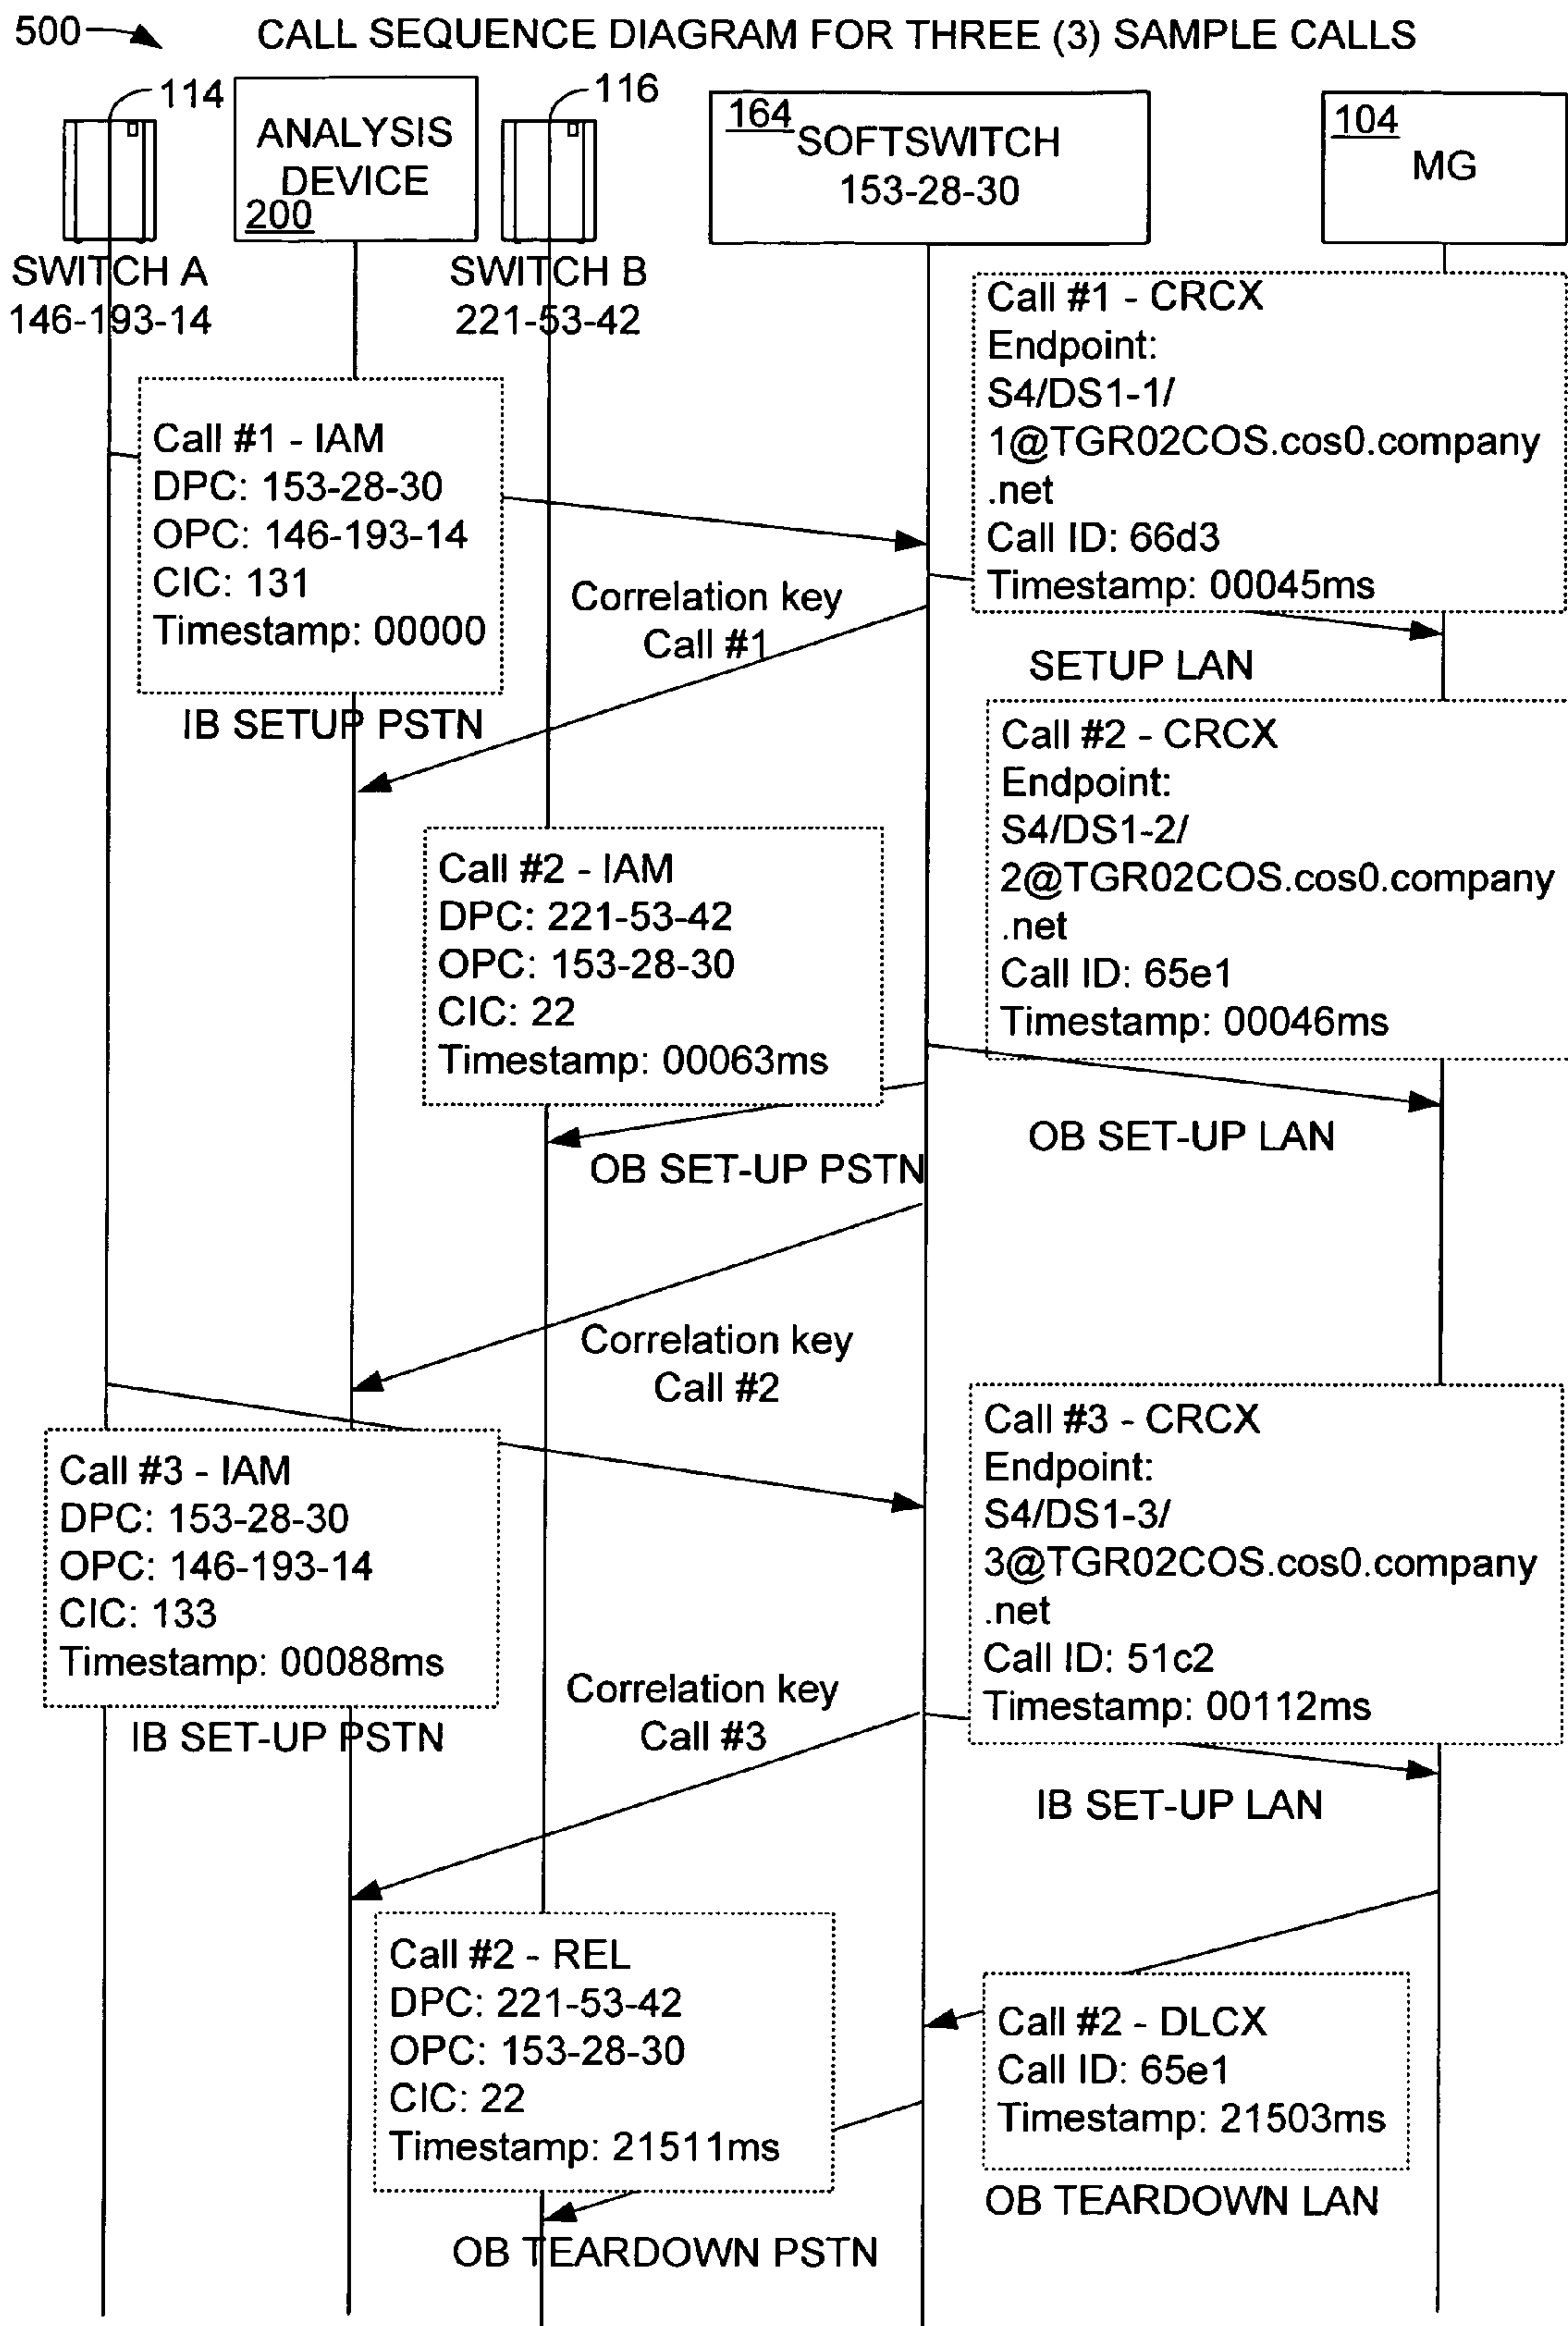 500
CALL SEQUENCE DIAGRAM FOR THREE (3) SAMPLE CALLS
114
ANALYSIS
DEVICE
200
116
164
SOFTSWITCH
153-28-30
104
MG
SWITCH A
146-193-14
SWITCH B
221-53-42
Call #1 - CRCX
Endpoint:
S4/DS1-1/
1@TGR02COS.cos0.company
.net
Call ID: 66d3
Timestamp: 00045ms
Call #1 - IAM
DPC: 153-28-30
OPC: 146-193-14
CIC: 131
Timestamp: 00000
IB SETUP PSTN
Correlation key
Call #1
SETUP LAN
Call #2 - CRCX
Endpoint:
S4/DS1-2/
2@TGR02COS.cos0.company
.net
Call ID: 65e1
Timestamp: 00046ms
Call #2 - IAM
DPC: 221-53-42
OPC: 153-28-30
CIC: 22
Timestamp: 00063ms
OB SET-UP LAN
OB SET-UP PSTN
Correlation key
Call #2
Call #3 - CRCX
Endpoint:
S4/DS1-3/
3@TGR02COS.cos0.company
.net
Call ID: 51c2
Timestamp: 00112ms
Call #3 - IAM
DPC: 153-28-30
OPC: 146-193-14
CIC: 133
Timestamp: 00088ms
IB SET-UP PSTN
Correlation key
Call #3
IB SET-UP LAN
Call #2 - REL
DPC: 221-53-42
OPC: 153-28-30
CIC: 22
Timestamp: 21511ms
Call #2 - DLCX
Call ID: 65e1
Timestamp: 21503ms
OB TEARDOWN LAN
OB TEARDOWN PSTN